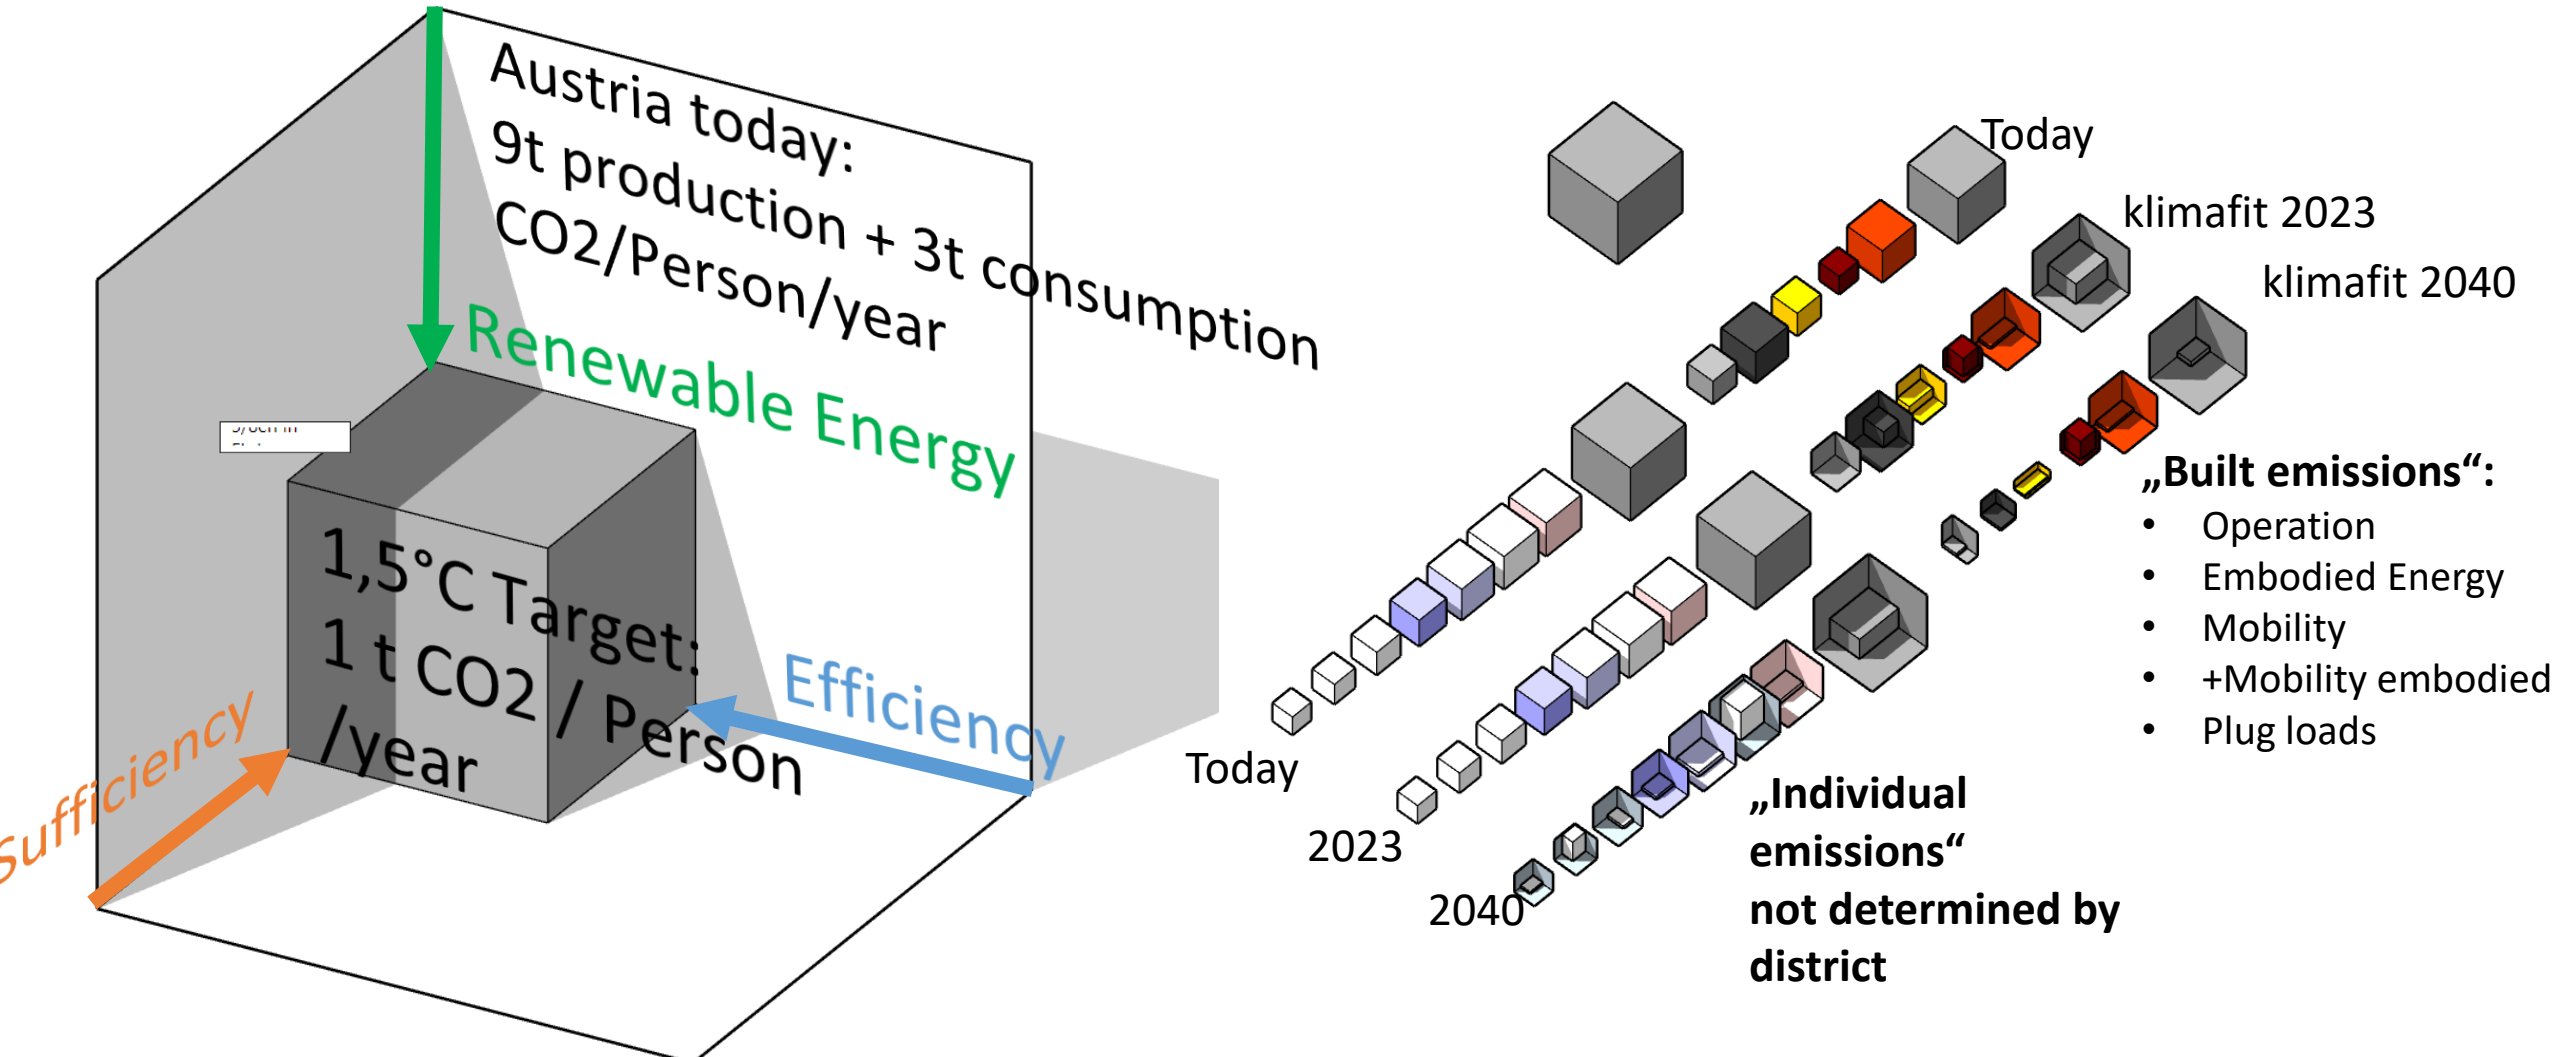 Austria today:
9t production + 3t consumption
CO2/Person/year
Renewable Energy
1,5°C Target:
1 t CO2 / Person
/year
Efficiency
Sufficiency
Today
klimafit 2023
klimafit 2040
„Built emissions“:
• Operation
• Embodied Energy
• Mobility
• +Mobility embodied
• Plug loads
Today
2023
2040
„Individual
emissions“
not determined by
district